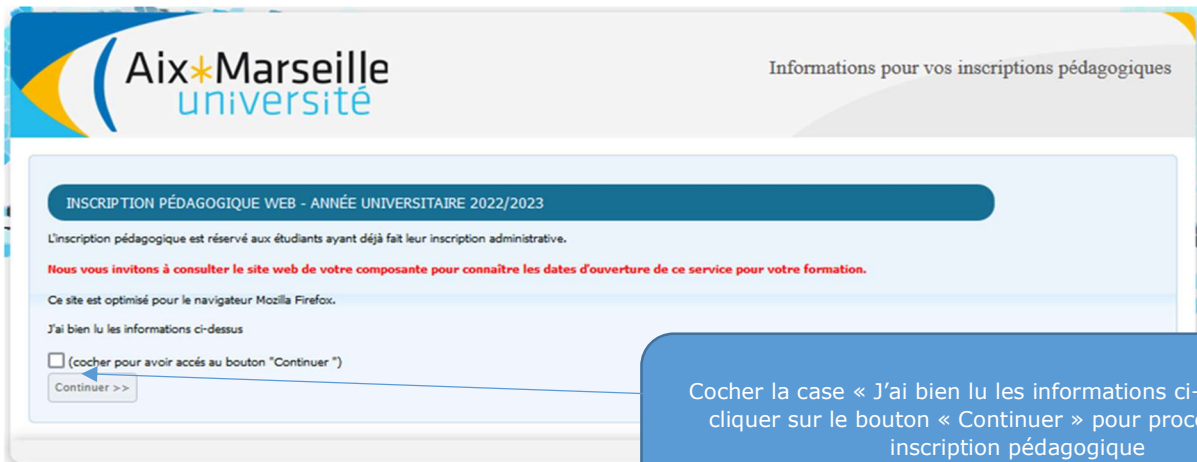 Aix*Marseille
université
Informations pour vos inscriptions pédagogiques
INSCRIPTION PÉDAGOGIQUE WEB - ANNÉE UNIVERSITAIRE 2022/2023
L'inscription pédagogique est réservé aux étudiants ayant déjà fait leur inscription administrative.
Nous vous invitons à consulter le site web de votre composante pour connaître les dates d'ouverture de ce service pour votre formation.
Ce site est optimisé pour le navigateur Mozilla Firefox.
J'ai bien lu les informations ci-dessus
(cocher pour avoir accés au bouton "Continuer ")
Continuer >>
Cocher la case « J'ai bien lu les informations ci-
cliquer sur le bouton « Continuer » pour
inscription pédagogique